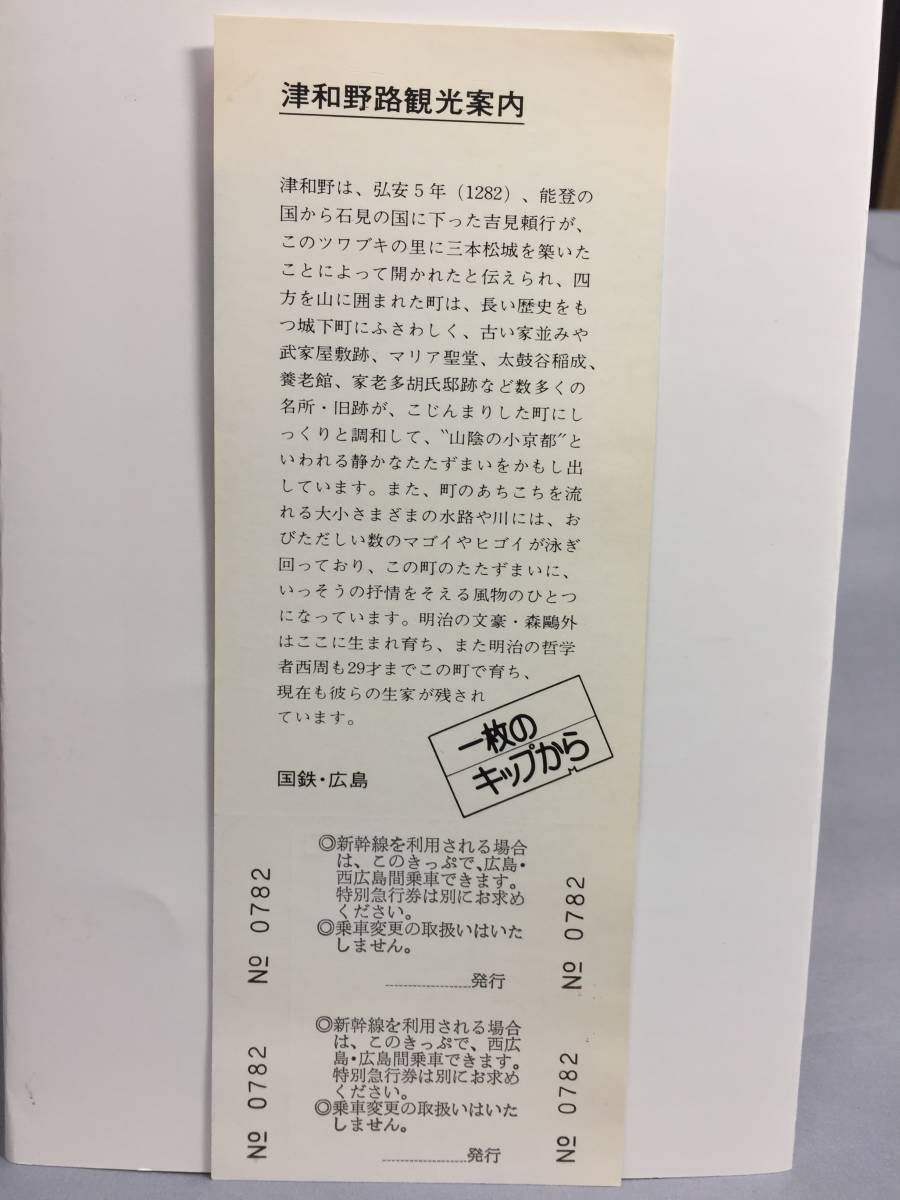 津和野路観光案内
津和野は、弘安5年（1282）、能登の
国から石見の国に下った吉見頼行が、
このツワブキの里に三本松城を築いた
ことによって開かれたと伝えられ、四
方を山に囲まれた町は、長い歴史をも
つ城下町にふさわしく、古い家並みや
武家屋敷跡、マリア聖堂、太鼓谷稲成、
養老館、家老多胡氏邸跡など数多くの
名所・旧跡が、こじんまりした町にし
っくりと調和して、〝山陰の小京都〞と
いわれる静かなたたずまいをかもし出
しています。また、町のあちこちを流
れる大小さまざまの水路や川には、お
びただしい数のマゴイやヒゴイが泳ぎ
回っており、この町のたたずまいに、
いっそうの抒情をそえる風物のひとつ
になっています。明治の文豪・森鷗外
はここに生まれ育ち、また明治の哲学
者西周も29才までこの町で育ち、
現在も彼らの生家が残され
ています。
一枚の
キップから
国鉄・広島
◎新幹線を利用される場合
は、このきっぷで、広島・
西広島間乗車できます。
特別急行券は別にお求め
ください。
◎乗車変更の取扱いはいた
しません。
発行
№ 0782
№ 0782
◎新幹線を利用される場合
は、このきっぷで、西広
島・広島間乗車できます。
特別急行券は別にお求め
ください。
◎乗車変更の取扱いはいた
しません。
発行
№ 0782
№ 0782